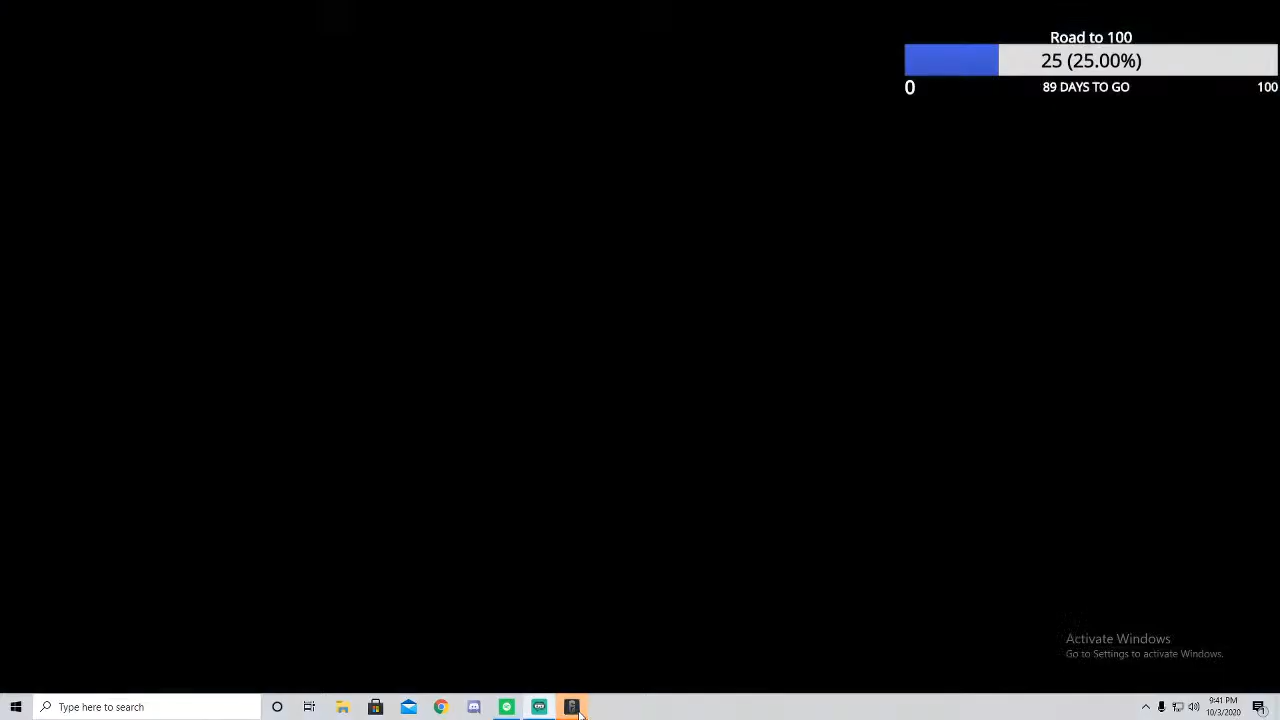 Road to 100
25 (25.00%)
0
89 DAYS TO GO
100
Activate Windows
Go to Settings to activate Windows.
Type here to search
9:41 PM
10/3/2020